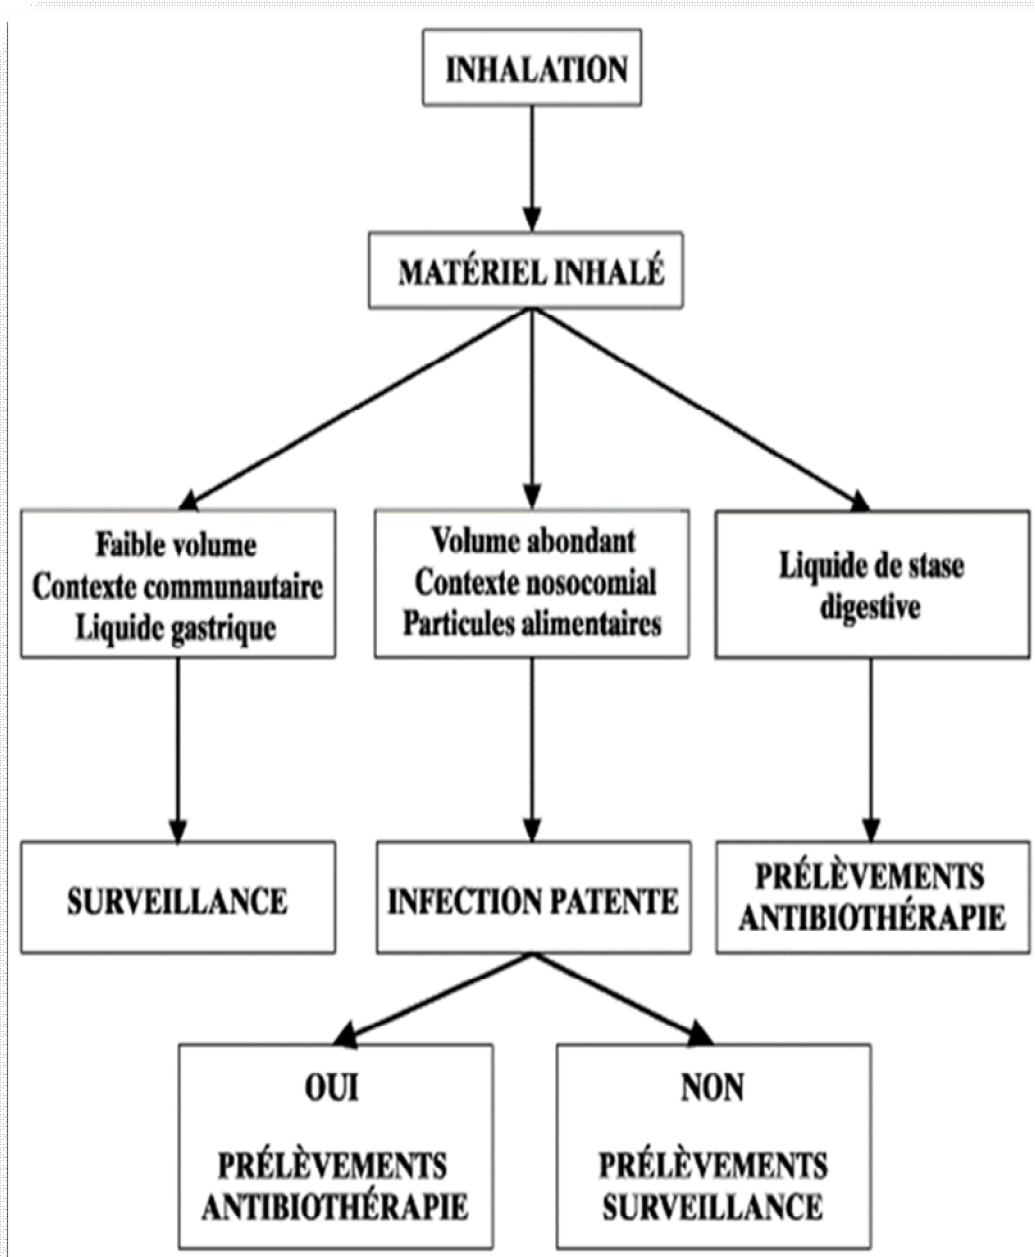 INHALATION
MATÉRIEL INHALÉ
Faible volume
Contexte communautaire
Liquide gastrique
Volume abondant
Contexte nosocomial
Particules alimentaires
Liquide de stase
digestive
SURVEILLANCE
INFECTION PATENTE
PRÉLÈVEMENTS
ANTIBIOTHÉRAPIE
OUI
PRÉLÈVEMENTS
ANTIBIOTHÉRAPIE
NON
PRÉLÈVEMENTS
SURVEILLANCE